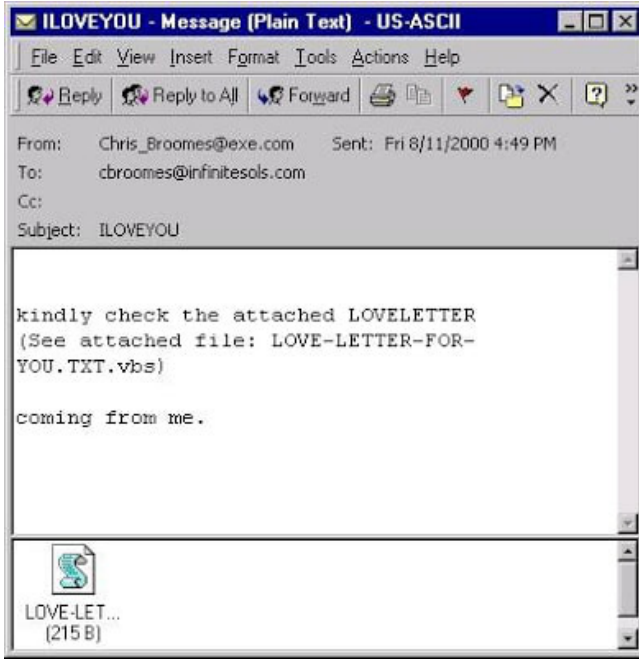 ILOVEYOU - Message (Plain Text) - US-ASCII
File Edit View Insert Format Tools Actions Help
Reply Reply to All Forward
From: Chris_Broomes@exe.com Sent: Fri 8/11/2000 4:49 PM
To: cbroomes@infinitesols.com
Cc:
Subject: ILOVEYOU
kindly check the attached LOVELETTER
(See attached file: LOVE-LETTER-FOR-
YOU.TXT.vbs)
coming from me.
LOVE-LET...
(215 B)